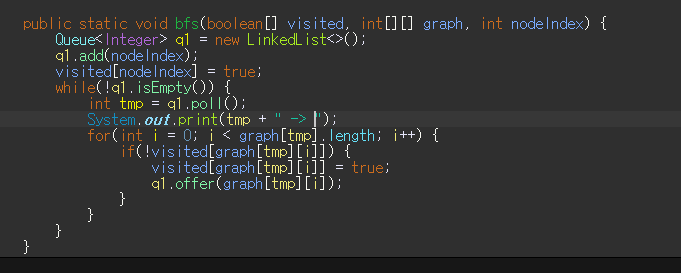 public static void bfs(boolean[] visited, int[][] graph, int nodeIndex) {
Queue<Integer> q1 = new LinkedList<>();
q1.add(nodeIndex);
visited[nodeIndex] = true;
while(!q1.isEmpty()) {
int tmp = q1.poll();
System.out.print(tmp + " -> ");
for(int i = 0; i < graph[tmp].length; i++) {
if(!visited[graph[tmp][i]]) {
visited[graph[tmp][i]] = true;
q1.offer(graph[tmp][i]);
}
}
}
}